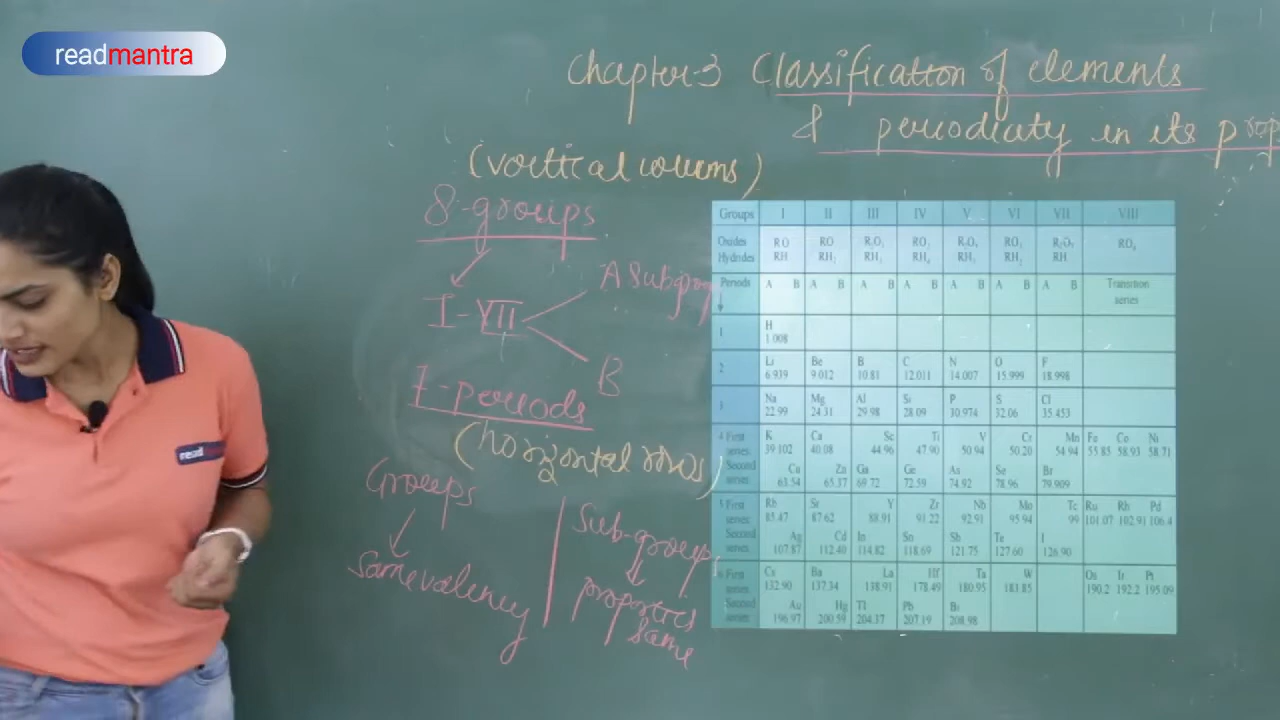 readmantra
Chapter-3 Classification of elements
& periodicity in its prop
(vertical coums)
8-groups
I-VII
A Subgroup
B
7-periods
(horizontal rows)
Groups
Same valency
Sub-groups
properties
same
Groups I II III IV V VI VII VIII
Oxides RO RO R₂O₃ RO₂ R₂O₅ RO₃ R₂O₇ RO₄
Hydrides RH RH₂ RH₃ RH₄ RH₃ RH₂ RH
Periods A B A B A B A B A B A B A B Transition
series
1 H
1.008
2 Li Be B C N O F
6.939 9.012 10.81 12.011 14.007 15.999 18.998
3 Na Mg Al Si P S Cl
22.99 24.31 29.98 28.09 30.974 32.06 35.453
4 First K Ca Sc Ti V Cr Mn Fe Co Ni
series 39.102 40.08 44.96 47.90 50.94 50.20 54.94 55.85 58.93 58.71
Second Cu Zn Ga Ge As Se Br
series 63.54 65.37 69.72 72.59 74.92 78.96 79.909
5 First Rb Sr Y Zr Nb Mo Tc Ru Rh Pd
series 85.47 87.62 88.91 91.22 92.91 95.94 99 101.07 102.91 106.4
Second Ag Cd In Sn Sb Te I
series 107.87 112.40 114.82 118.69 121.75 127.60 126.90
6 First Cs Ba La Hf Ta W Os Ir Pt
series 132.90 137.34 138.91 178.49 180.95 183.85 190.2 192.2 195.09
Second Au Hg Tl Pb Bi
series 196.97 200.59 204.37 207.19 208.98